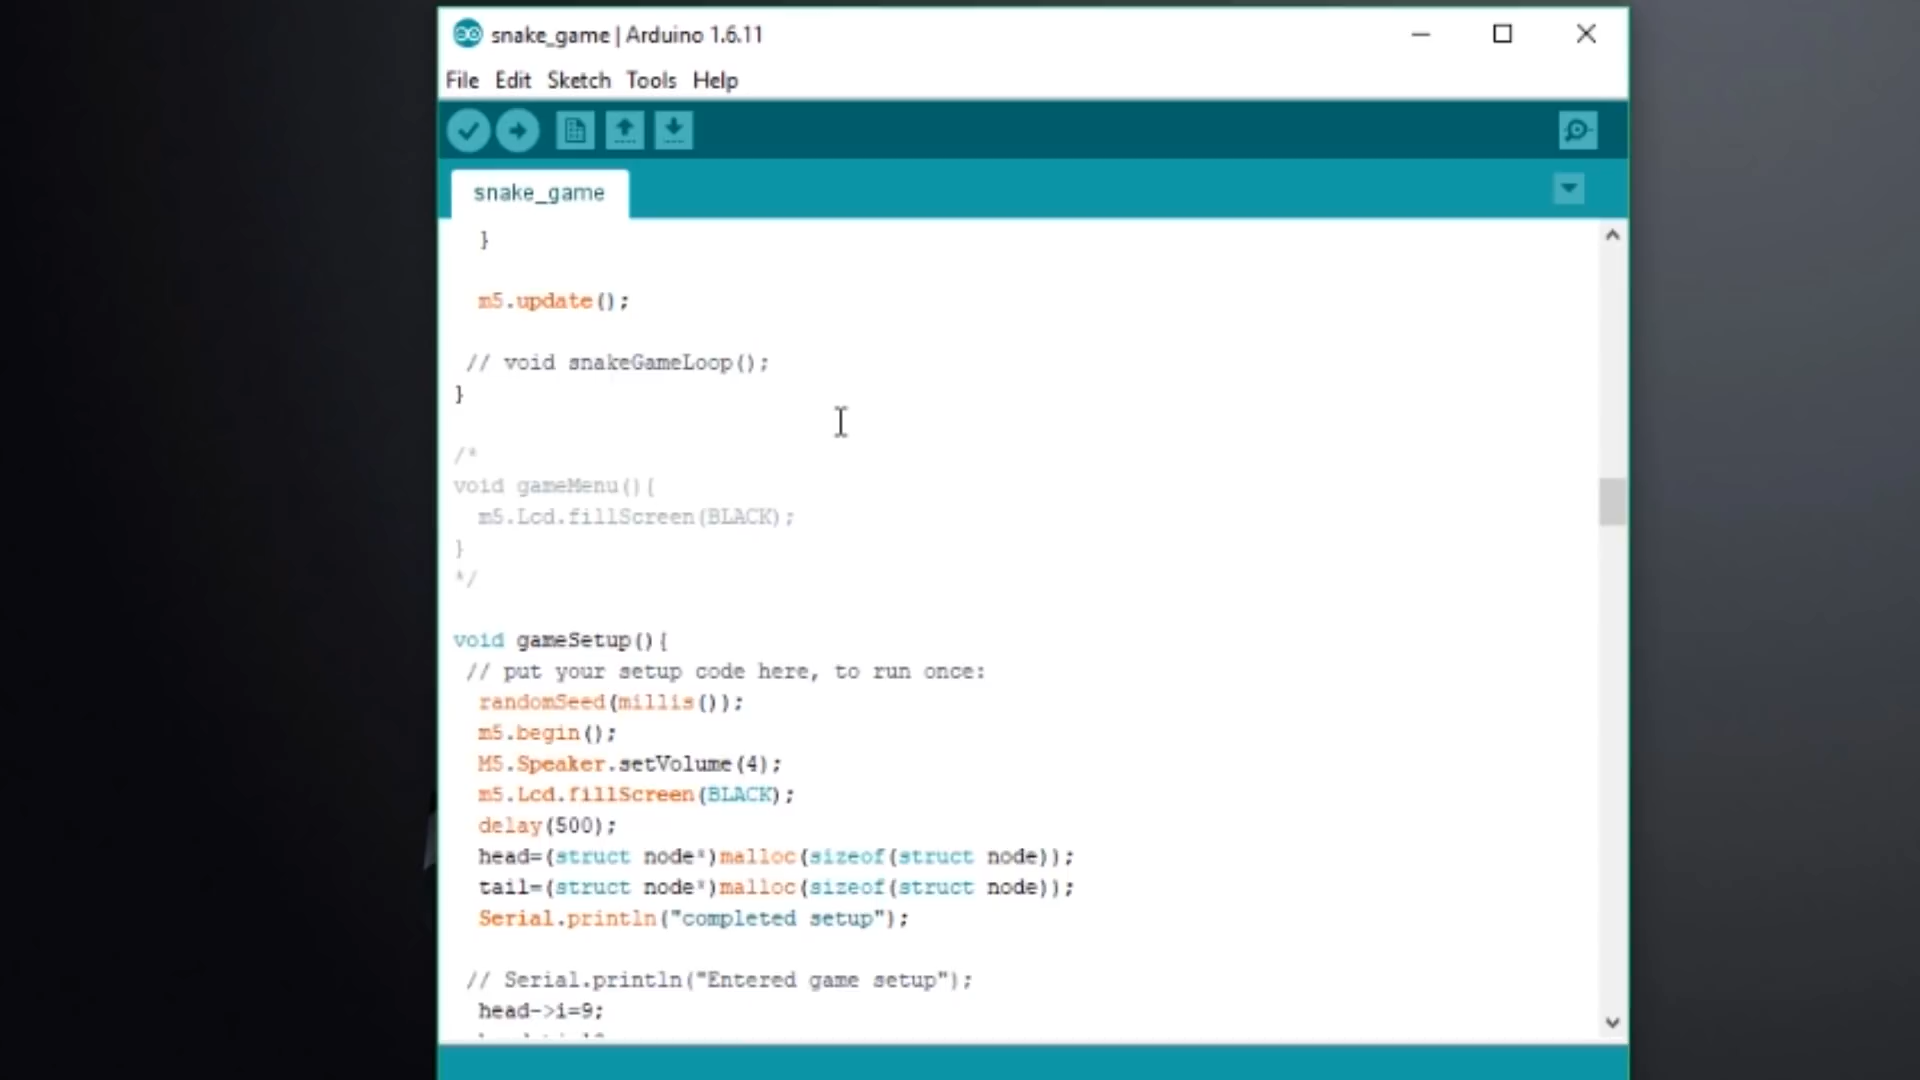 snake_game | Arduino 1.6.11
File Edit Sketch Tools Help
snake_game
}
m5.update();
// void snakeGameLoop();
}
/*
void gameMenu(){
m5.Lcd.fillScreen(BLACK);
}
*/
void gameSetup(){
// put your setup code here, to run once:
randomSeed(millis());
m5.begin();
M5.Speaker.setVolume(4);
m5.Lcd.fillScreen(BLACK);
delay(500);
head=(struct node*)malloc(sizeof(struct node));
tail=(struct node*)malloc(sizeof(struct node));
Serial.println("completed setup");
// Serial.println("Entered game setup");
head->i=9;